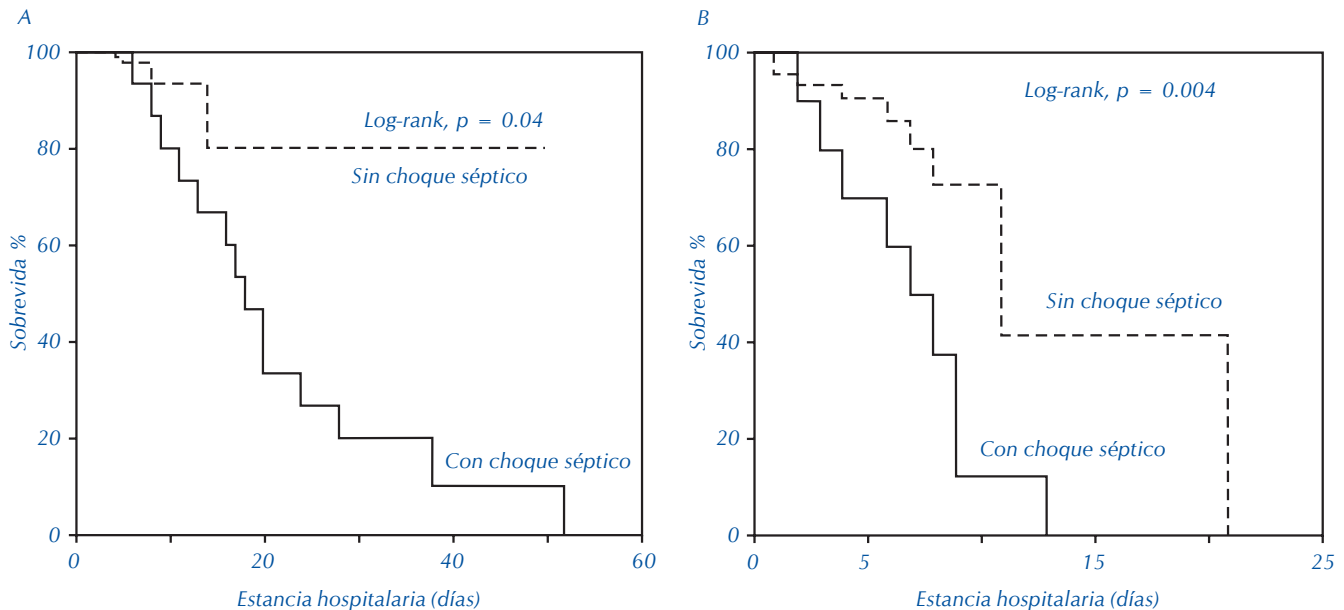 A
100
80
60
40
20
0
Sobrevida %
Log-rank, p = 0.04
Sin choque séptico
Con choque séptico
0 20 40 60
Estancia hospitalaria (días)
B
100
80
60
40
20
0
Sobrevida %
Log-rank, p = 0.004
Sin choque séptico
Con choque séptico
0 5 15 25
Estancia hospitalaria (días)